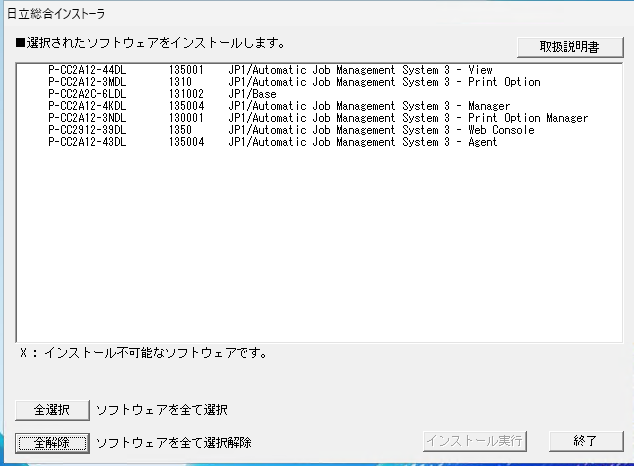 日立総合インストーラ
■選択されたソフトウェアをインストールします。
取扱説明書
P-CC2A12-44DL 135001 JP1/Automatic Job Management System 3 - View
P-CC2A12-3MDL 1310 JP1/Automatic Job Management System 3 - Print Option
P-CC2A2C-6LDL 131002 JP1/Base
P-CC2A12-4KDL 135004 JP1/Automatic Job Management System 3 - Manager
P-CC2A12-3NDL 130001 JP1/Automatic Job Management System 3 - Print Option Manager
P-CC2912-39DL 1350 JP1/Automatic Job Management System 3 - Web Console
P-CC2A12-43DL 135004 JP1/Automatic Job Management System 3 - Agent
X : インストール不可能なソフトウェアです。
全選択 ソフトウェアを全て選択
全解除 ソフトウェアを全て選択解除
インストール実行 終了